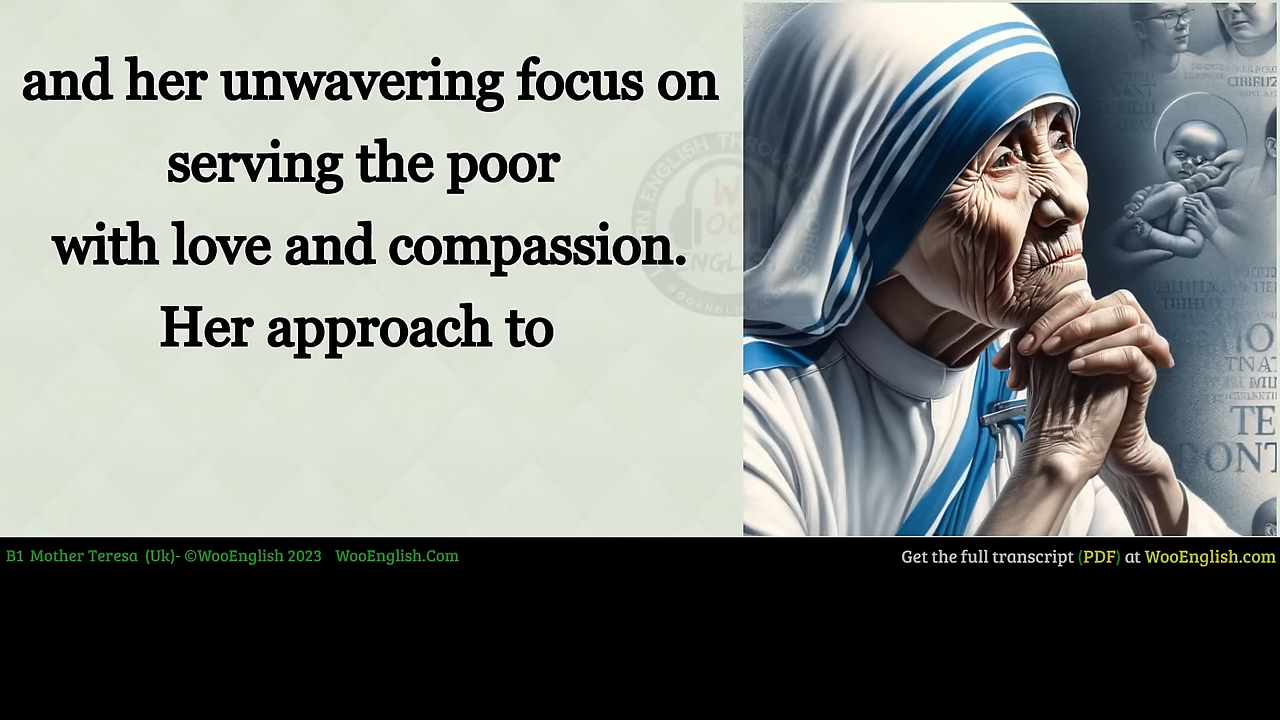 and her unwavering focus on
serving the poor
with love and compassion.
Her approach to
B1 Mother Teresa (Uk)- ©WooEnglish 2023 WooEnglish.Com
Get the full transcript (PDF) at WooEnglish.com